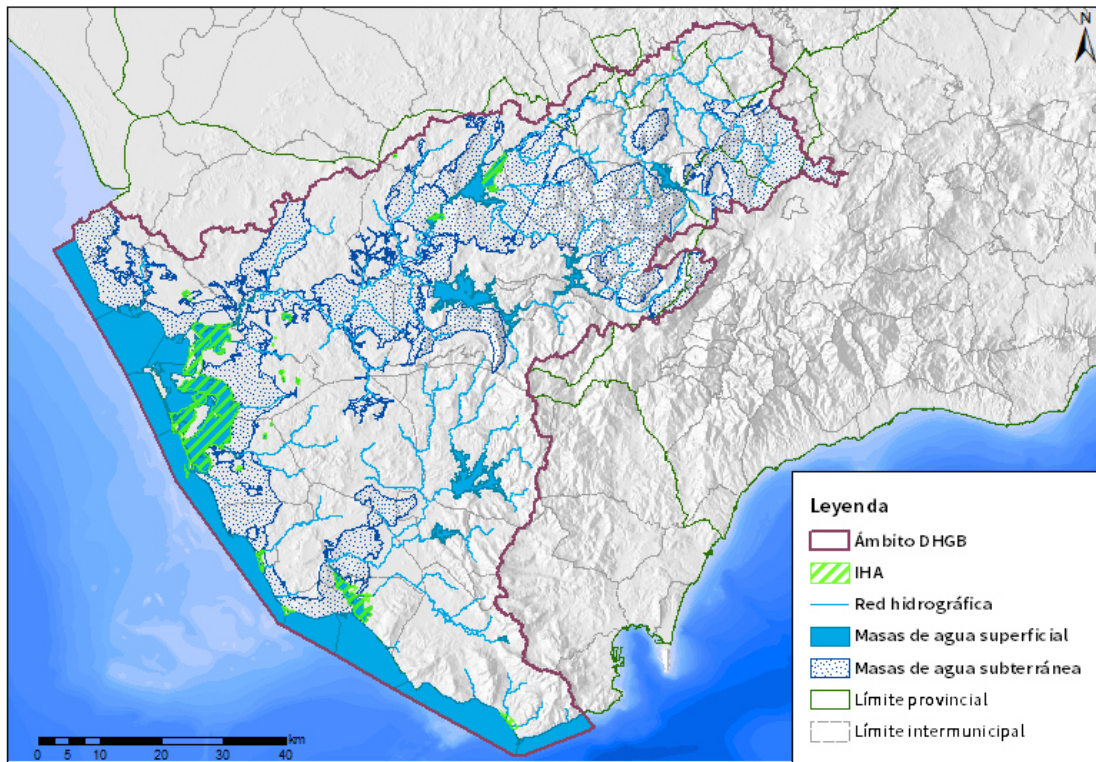 N
Leyenda
Ámbito DHGB
IHA
Red hidrográfica
Masas de agua superficial
Masas de agua subterránea
Límite provincial
Límite intermunicipal
km
0 5 10 20 30 40